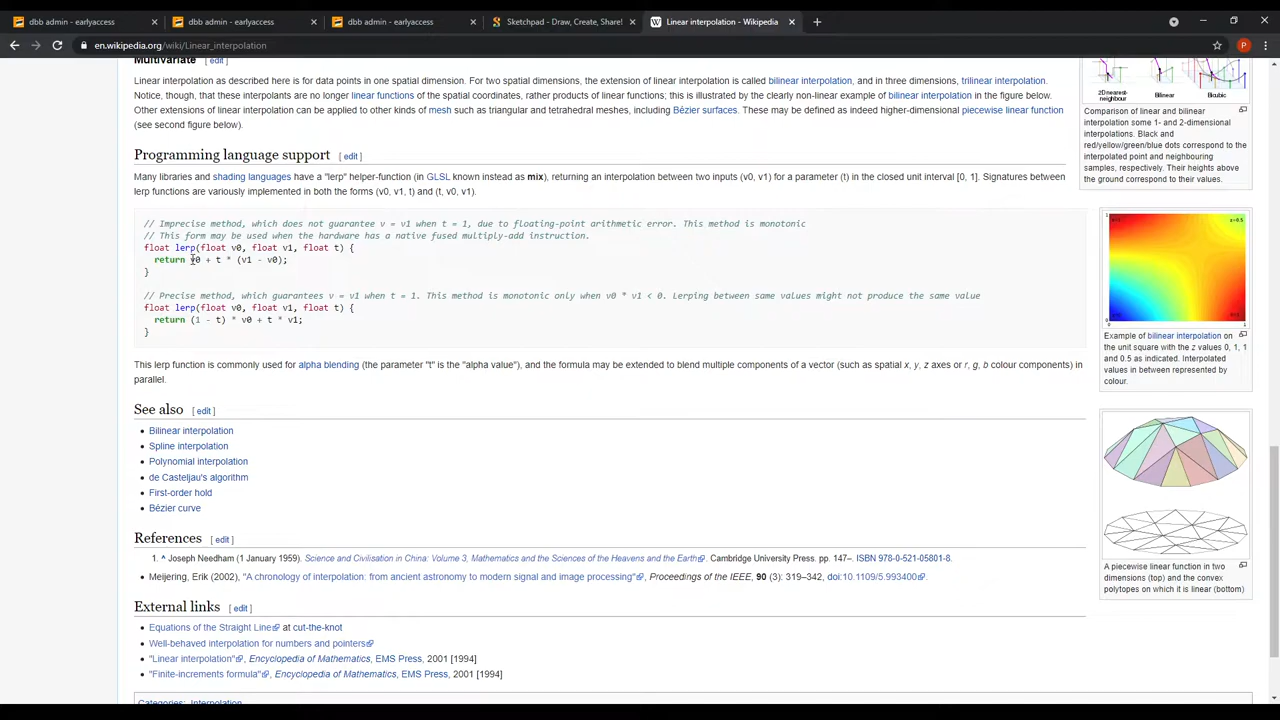 dbb admin - earlyaccess
dbb admin - earlyaccess
dbb admin - earlyaccess
Sketchpad - Draw, Create, Share!
Linear interpolation - Wikipedia
en.wikipedia.org/wiki/Linear_interpolation
P
Multivariate [edit]
Linear interpolation as described here is for data points in one spatial dimension. For two spatial dimensions, the extension of linear interpolation is called bilinear interpolation, and in three dimensions, trilinear interpolation.
Notice, though, that these interpolants are no longer linear functions of the spatial coordinates, rather products of linear functions; this is illustrated by the clearly non-linear example of bilinear interpolation in the figure below.
Other extensions of linear interpolation can be applied to other kinds of mesh such as triangular and tetrahedral meshes, including Bézier surfaces. These may be defined as indeed higher-dimensional piecewise linear function
(see second figure below).
Programming language support [ edit ]
Many libraries and shading languages have a "lerp" helper-function (in GLSL known instead as mix), returning an interpolation between two inputs (v0, v1) for a parameter (t) in the closed unit interval [0, 1]. Signatures between
lerp functions are variously implemented in both the forms (v0, v1, t) and (t, v0, v1).
// Imprecise method, which does not guarantee v = v1 when t = 1, due to floating-point arithmetic error. This method is monotonic
// This form may be used when the hardware has a native fused multiply-add instruction.
float lerp(float v0, float v1, float t) {
return v0 + t * (v1 - v0);
}
// Precise method, which guarantees v = v1 when t = 1. This method is monotonic only when v0 * v1 < 0. Lerping between same values might not produce the same value
float lerp(float v0, float v1, float t) {
return (1 - t) * v0 + t * v1;
}
This lerp function is commonly used for alpha blending (the parameter "t" is the "alpha value"), and the formula may be extended to blend multiple components of a vector (such as spatial x, y, z axes or r, g, b colour components) in
parallel.
See also [ edit ]
• Bilinear interpolation
• Spline interpolation
• Polynomial interpolation
• de Casteljau's algorithm
• First-order hold
• Bézier curve
References [ edit ]
1. ^ Joseph Needham (1 January 1959). Science and Civilisation in China: Volume 3, Mathematics and the Sciences of the Heavens and the Earth. Cambridge University Press. pp. 147–. ISBN 978-0-521-05801-8.
• Meijering, Erik (2002), "A chronology of interpolation: from ancient astronomy to modern signal and image processing", Proceedings of the IEEE, 90 (3): 319–342, doi:10.1109/5.993400.
External links [ edit ]
• Equations of the Straight Line at cut-the-knot
• Well-behaved interpolation for numbers and pointers
• "Linear interpolation", Encyclopedia of Mathematics, EMS Press, 2001 [1994]
• "Finite-increments formula", Encyclopedia of Mathematics, EMS Press, 2001 [1994]
Categories: Interpolation
2D nearest-
neighbour
Bilinear
Bicubic
Comparison of linear and bilinear
interpolation some 1- and 2-dimensional
interpolations. Black and
red/yellow/green/blue dots correspond to the
interpolated point and neighbouring
samples, respectively. Their heights above
the ground correspond to their values.
1
z=0.5
0
1
Example of bilinear interpolation on
the unit square with the z values 0, 1, 1
and 0.5 as indicated. Interpolated
values in between represented by
colour.
A piecewise linear function in two
dimensions (top) and the convex
polytopes on which it is linear (bottom)